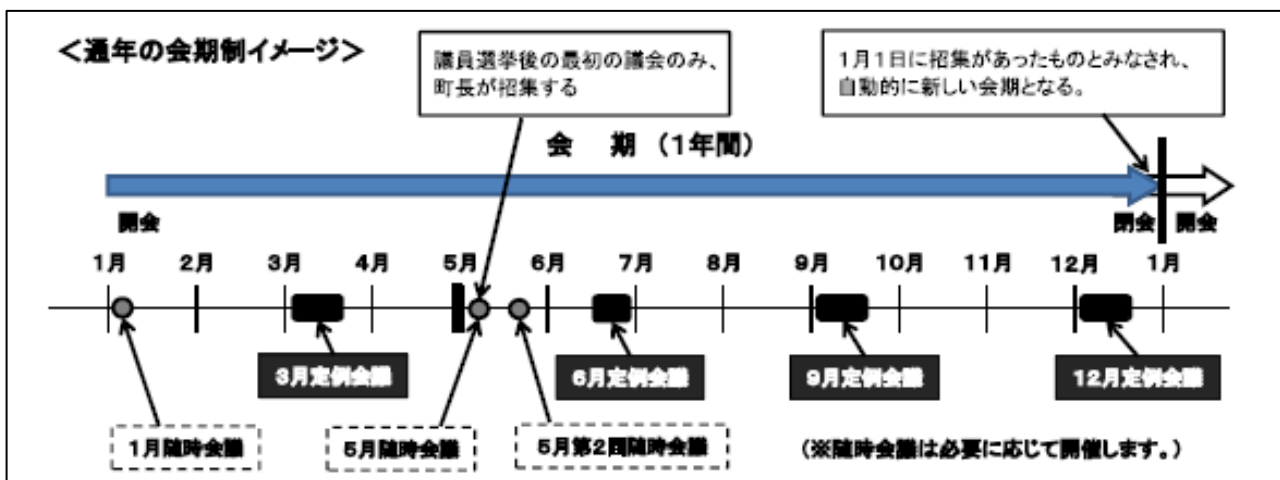 ＜通年の会期制イメージ＞
議員選挙後の最初の議会のみ、
町長が招集する
1月1日に招集があったものとみなされ、
自動的に新しい会期となる。
会　期（1年間）
開会
閉会
開会
1月
2月
3月
4月
5月
6月
7月
8月
9月
10月
11月
12月
1月
3月定例会議
6月定例会議
9月定例会議
12月定例会議
1月随時会議
5月随時会議
5月第2回随時会議
（※随時会議は必要に応じて開催します。）